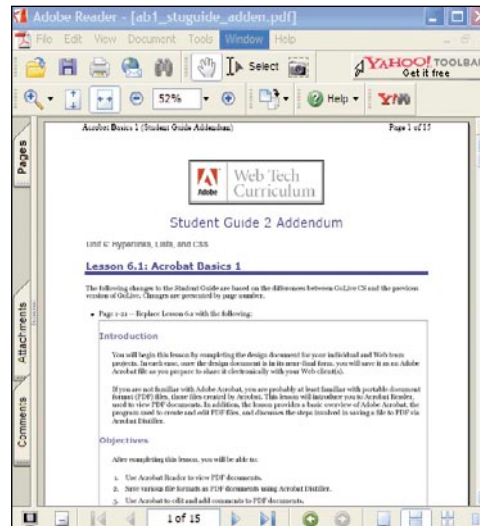 Adobe Reader - [ab1_stuguide_adden.pdf]
File Edit View Document Tools Window Help
Select
YAHOO! TOOLBAR
Get it free
52%
Help
Pages
Attachments
Comments
Acrobat Basics 1 (Student Guide Addendum) Page 1 of 15
Adobe
Web Tech
Curriculum
Student Guide 2 Addendum
Unit 6: Hyperlinks, Lists, and CSS
Lesson 6.1: Acrobat Basics 1
The following changes to the Student Guide are based on the differences between GoLive CS and the previous
version of GoLive. Changes are presented by page number.
• Page 1-21 -- Replace Lesson 6.1 with the following:
Introduction
You will begin this lesson by completing the design document for your individual and Web team
projects. In each case, once the design document is in its near-final form, you will save it as an Adobe
Acrobat file as you prepare to share it electronically with your Web client(s).
If you are not familiar with Adobe Acrobat, you are probably at least familiar with portable document
format (PDF) files, those files created by Acrobat. This lesson will introduce you to Acrobat Reader,
used to view PDF documents. In addition, the lesson provides a basic overview of Adobe Acrobat, the
program used to create and edit PDF files, and discusses the steps involved in saving a file to PDF via
Acrobat Distiller.
Objectives
After completing this lesson, you will be able to:
1. Use Acrobat Reader to view PDF documents.
2. Save various file formats as PDF documents using Acrobat Distiller.
3. Use Acrobat to edit and add comments to PDF documents.
1 of 15